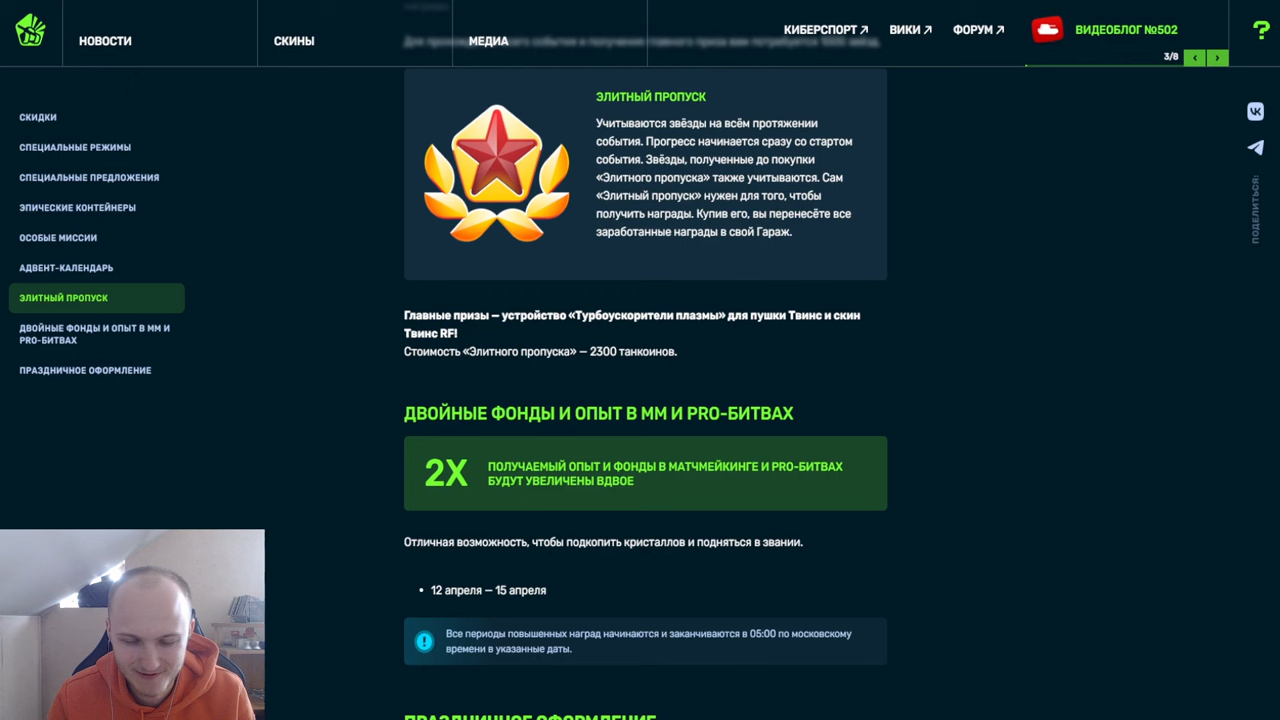 НОВОСТИ
СКИНЫ
МЕДИА
КИБЕРСПОРТ
ВИКИ
ФОРУМ
ВИДЕОБЛОГ №502
3/8
СКИДКИ
СПЕЦИАЛЬНЫЕ РЕЖИМЫ
СПЕЦИАЛЬНЫЕ ПРЕДЛОЖЕНИЯ
ЭПИЧЕСКИЕ КОНТЕЙНЕРЫ
ОСОБЫЕ МИССИИ
АДВЕНТ-КАЛЕНДАРЬ
ЭЛИТНЫЙ ПРОПУСК
ДВОЙНЫЕ ФОНДЫ И ОПЫТ В ММ И
PRO-БИТВАХ
ПРАЗДНИЧНОЕ ОФОРМЛЕНИЕ
ЭЛИТНЫЙ ПРОПУСК
Учитываются звёзды на всём протяжении
события. Прогресс начинается сразу со стартом
события. Звёзды, полученные до покупки
«Элитного пропуска» также учитываются. Сам
«Элитный пропуск» нужен для того, чтобы
получить награды. Купив его, вы перенесёте все
заработанные награды в свой Гараж.
Главные призы — устройство «Турбоускорители плазмы» для пушки Твинс и скин
Твинс RF!
Стоимость «Элитного пропуска» — 2300 танкоинов.
ДВОЙНЫЕ ФОНДЫ И ОПЫТ В ММ И PRO-БИТВАХ
2X
ПОЛУЧАЕМЫЙ ОПЫТ И ФОНДЫ В МАТЧМЕЙКИНГЕ И PRO-БИТВАХ
БУДУТ УВЕЛИЧЕНЫ ВДВОЕ
Отличная возможность, чтобы подкопить кристаллов и подняться в звании.
• 12 апреля — 15 апреля
Все периоды повышенных наград начинаются и заканчиваются в 05:00 по московскому
времени в указанные даты.
ПРАЗДНИЧНОЕ ОФОРМЛЕНИЕ
ПОДЕЛИТЬСЯ: